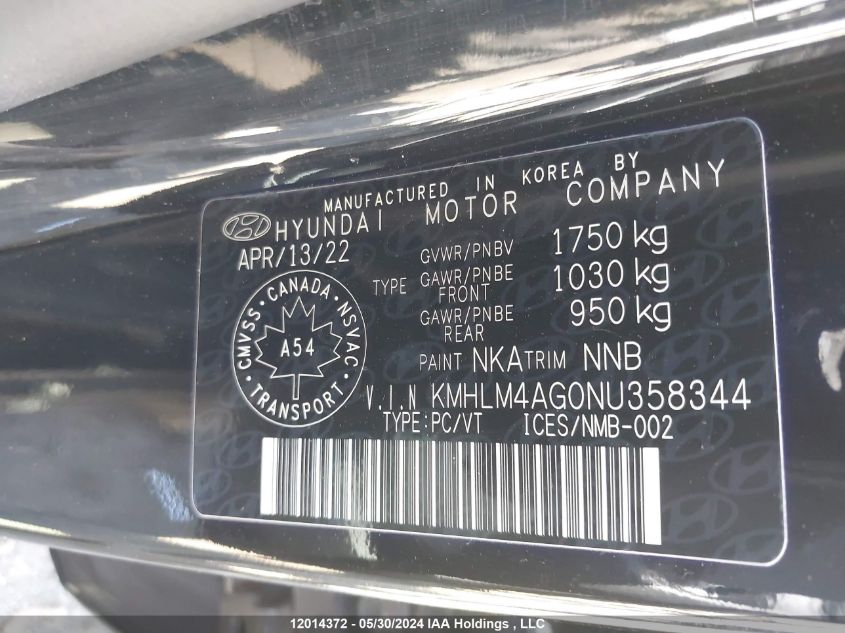 MANUFACTURED IN KOREA BY
HYUNDAI MOTOR COMPANY
APR/13/22
GVWR/PNBV 1750 kg
TYPE GAWR/PNBE FRONT 1030 kg
GAWR/PNBE REAR 950 kg
CMVSS · CANADA · NSVAC
A54
TRANSPORT
PAINT NKA TRIM NNB
V.I.N KMHLM4AG0NU358344
TYPE:PC/VT ICES/NMB-002
12014372 - 05/30/2024 IAA Holdings , LLC